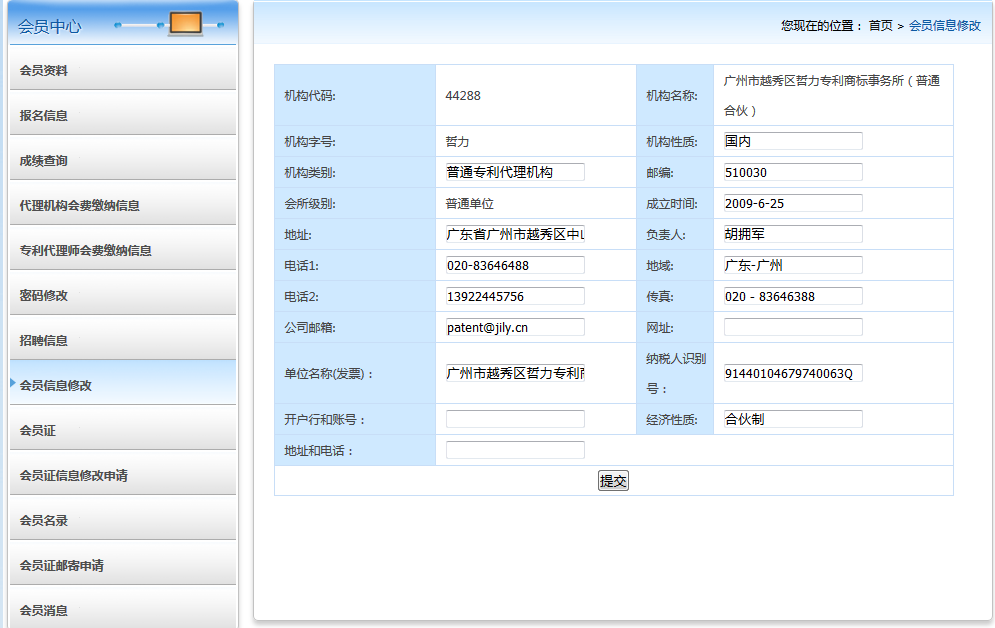 会员中心
会员资料
报名信息
成绩查询
代理机构会费缴纳信息
专利代理师会费缴纳信息
密码修改
招聘信息
会员信息修改
会员证
会员证信息修改申请
会员名录
会员证邮寄申请
会员消息
您现在的位置： 首页 > 会员信息修改
机构代码: 44288 机构名称: 广州市越秀区哲力专利商标事务所（普通
合伙）
机构字号: 哲力 机构性质: 国内
机构类别: 普通专利代理机构 邮编: 510030
会所级别: 普通单位 成立时间: 2009-6-25
地址: 广东省广州市越秀区中 负责人: 胡拥军
电话1: 020-83646488 地域: 广东-广州
电话2: 13922445756 传真: 020 - 83646388
公司邮箱: patent@jily.cn 网址:
单位名称(发票)： 广州市越秀区哲力专利 纳税人识别
号： 91440104679740063Q
开户行和账号： 经济性质: 合伙制
地址和电话：
提交